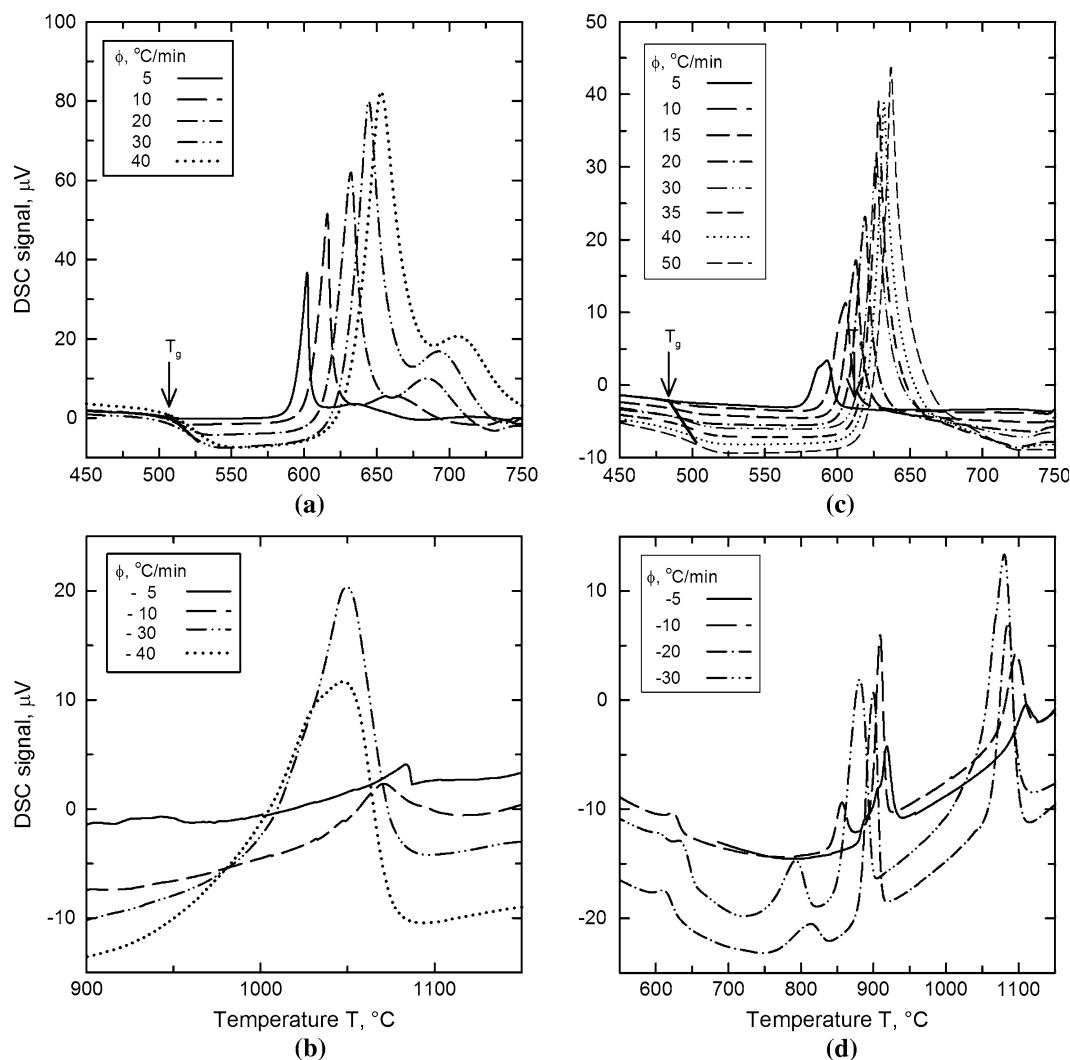 DSC signal, μV
100
80
60
40
20
0
φ, °C/min
5
10
20
30
40
Tg
450 500 550 600 650 700 750
(a)
50
40
30
20
10
0
-10
φ, °C/min
5
10
15
20
30
35
40
50
Tg
T
450 500 550 600 650 700 750
(c)
DSC signal, μV
20
10
0
-10
φ, °C/min
- 5
- 10
- 30
- 40
900 1000 1100
Temperature T, °C
(b)
10
0
-10
-20
φ, °C/min
-5
-10
-20
-30
600 700 800 900 1000 1100
Temperature T, °C
(d)